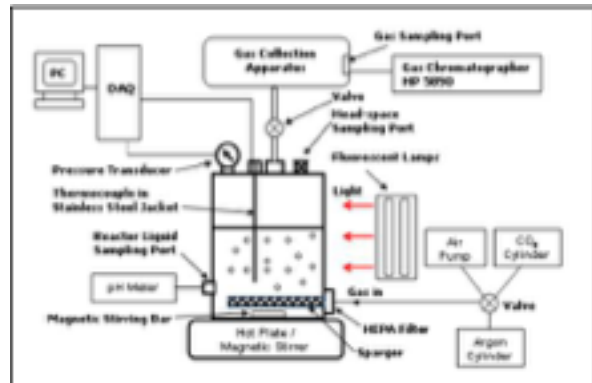 Gas Sampling Port
Gas Collection
Apparatus
Gas Chromatographer
HP 5890
PC
DAQ
Valve
Head-space
Sampling Port
Pressure Transducer
Fluorescent Lamps
Thermocouple in
Stainless Steel Jacket
Light
Reactor Liquid
Sampling Port
Air
Pump
CO2
Cylinder
pH Meter
Gas in
Valve
Magnetic Stirring Bar
HEPA Filter
Hot Plate /
Magnetic Stirrer
Sparger
Argon
Cylinder